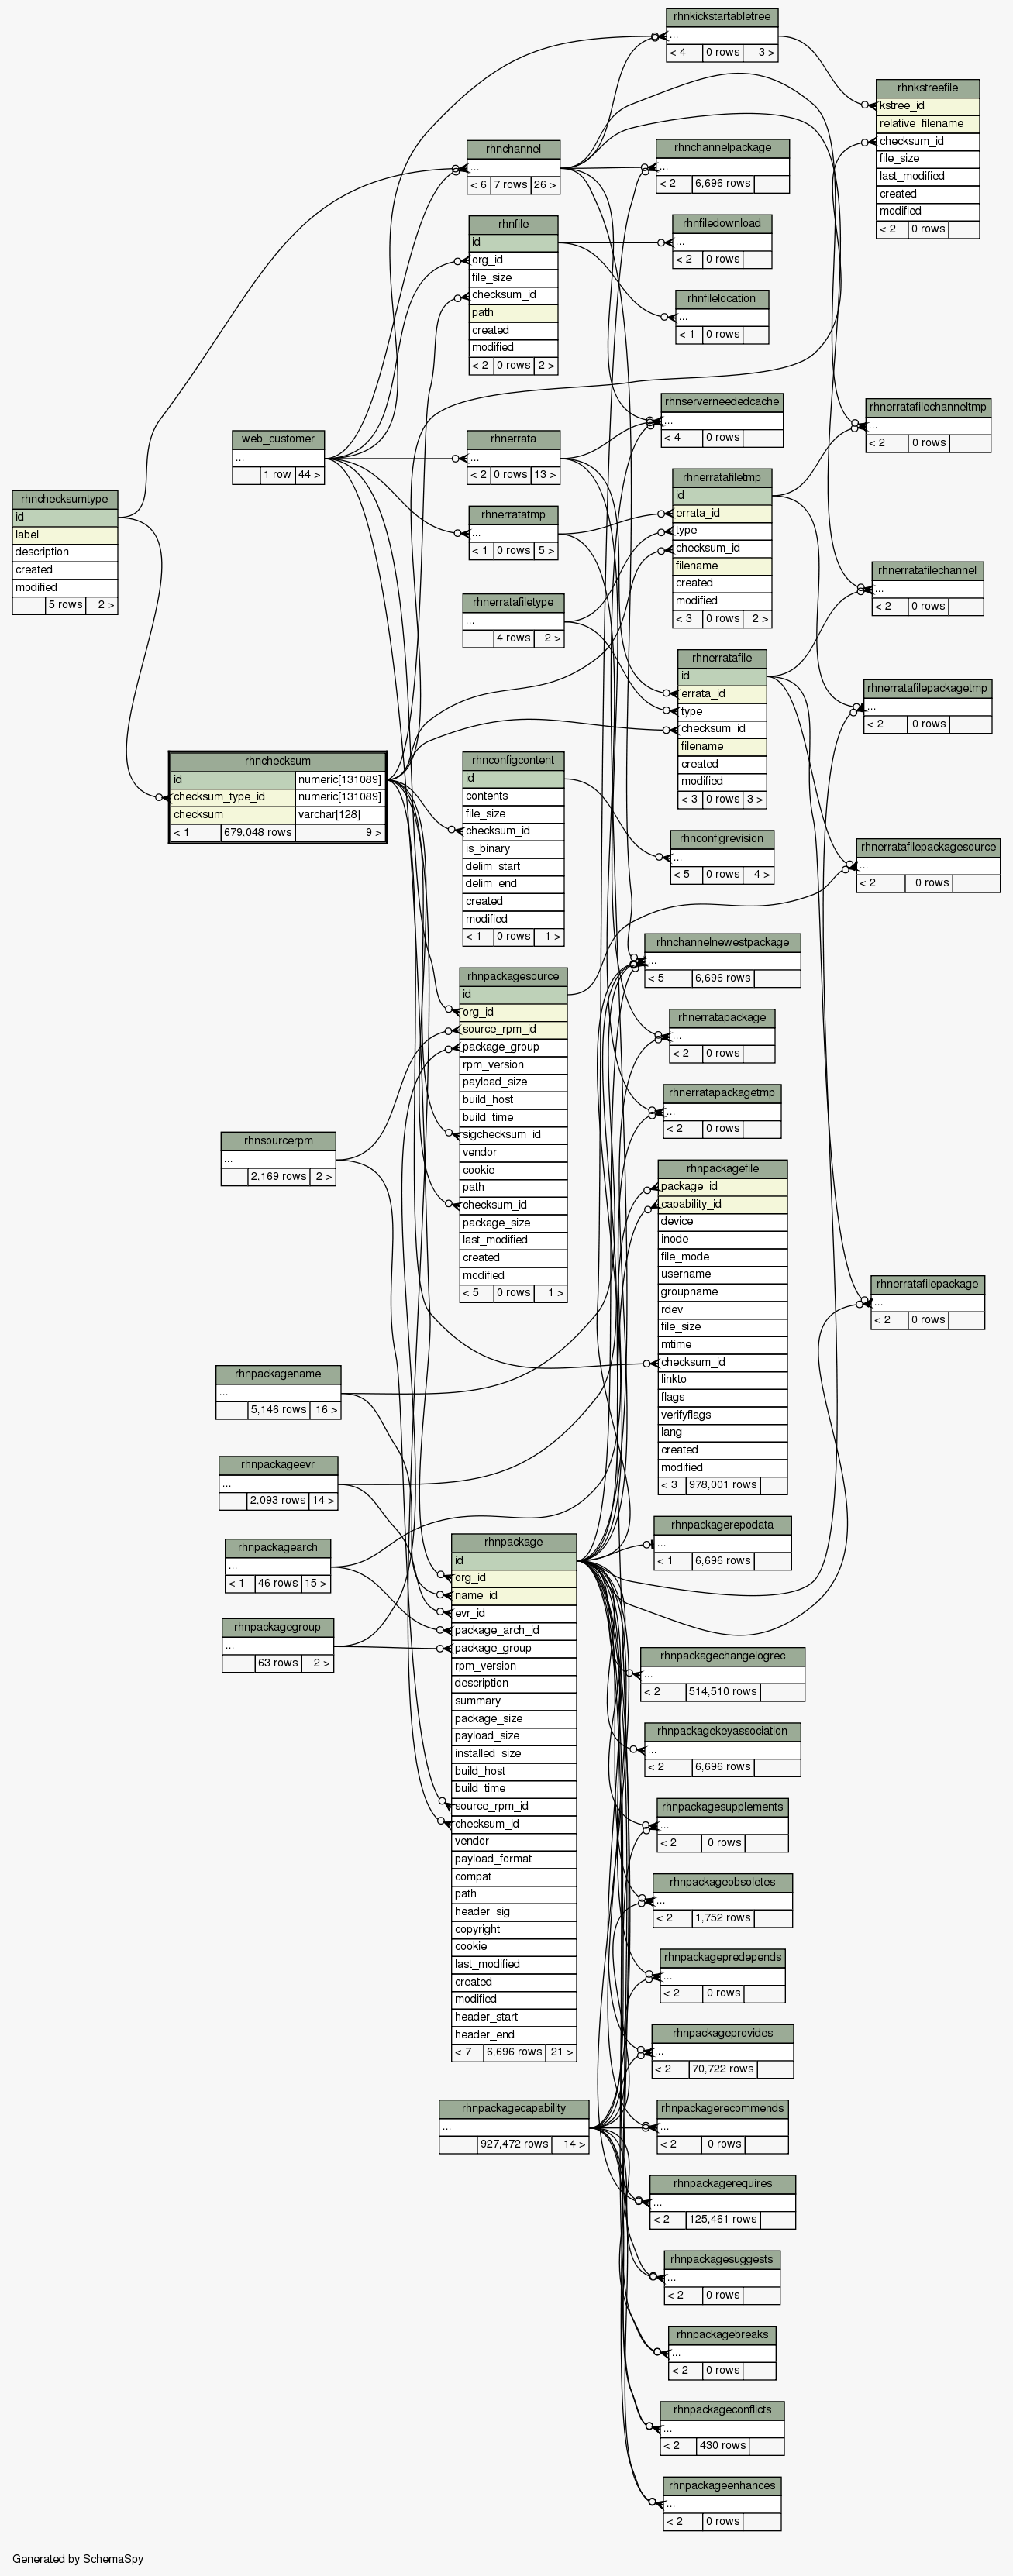 rhnkickstartabletree
...
< 4 0 rows 3 >
rhnkstreefile
kstree_id
relative_filename
checksum_id
file_size
last_modified
created
modified
< 2 0 rows
rhnchannel
...
< 6 7 rows 26 >
rhnchannelpackage
...
< 2 6,696 rows
rhnfile
id
org_id
file_size
checksum_id
path
created
modified
< 2 0 rows 2 >
rhnfiledownload
...
< 2 0 rows
rhnfilelocation
...
< 1 0 rows
rhnserverneededcache
...
< 4 0 rows
rhnerratafilechanneltmp
...
< 2 0 rows
web_customer
...
1 row 44 >
rhnerrata
...
< 2 0 rows 13 >
rhnerratafiletmp
id
errata_id
type
checksum_id
filename
created
modified
< 3 0 rows 2 >
rhnchecksumtype
id
label
description
created
modified
5 rows 2 >
rhnerratatmp
...
< 1 0 rows 5 >
rhnerratafilechannel
...
< 2 0 rows
rhnerratafiletype
...
4 rows 2 >
rhnerratafile
id
errata_id
type
checksum_id
filename
created
modified
< 3 0 rows 3 >
rhnerratafilepackagetmp
...
< 2 0 rows
rhnchecksum
id numeric[131089]
checksum_type_id numeric[131089]
checksum varchar[128]
< 1 679,048 rows 9 >
rhnconfigcontent
id
contents
file_size
checksum_id
is_binary
delim_start
delim_end
created
modified
< 1 0 rows 1 >
rhnconfigrevision
...
< 5 0 rows 4 >
rhnerratafilepackagesource
...
< 2 0 rows
rhnchannelnewestpackage
...
< 5 6,696 rows
rhnpackagesource
id
org_id
source_rpm_id
package_group
rpm_version
payload_size
build_host
build_time
sigchecksum_id
vendor
cookie
path
checksum_id
package_size
last_modified
created
modified
< 5 0 rows 1 >
rhnerratapackage
...
< 2 0 rows
rhnerratapackagetmp
...
< 2 0 rows
rhnsourcerpm
...
2,169 rows 2 >
rhnpackagefile
package_id
capability_id
device
inode
file_mode
username
groupname
rdev
file_size
mtime
checksum_id
linkto
flags
verifyflags
lang
created
modified
< 3 978,001 rows
rhnerratafilepackage
...
< 2 0 rows
rhnpackagename
...
5,146 rows 16 >
rhnpackageevr
...
2,093 rows 14 >
rhnpackagearch
...
< 1 46 rows 15 >
rhnpackagegroup
...
63 rows 2 >
rhnpackage
id
org_id
name_id
evr_id
package_arch_id
package_group
rpm_version
description
summary
package_size
payload_size
installed_size
build_host
build_time
source_rpm_id
checksum_id
vendor
payload_format
compat
path
header_sig
copyright
cookie
last_modified
created
modified
header_start
header_end
< 7 6,696 rows 21 >
rhnpackagerepodata
...
< 1 6,696 rows
rhnpackagechangelogrec
...
< 2 514,510 rows
rhnpackagekeyassociation
...
< 2 6,696 rows
rhnpackagesupplements
...
< 2 0 rows
rhnpackageobsoletes
...
< 2 1,752 rows
rhnpackagepredepends
...
< 2 0 rows
rhnpackageprovides
...
< 2 70,722 rows
rhnpackagecapability
...
927,472 rows 14 >
rhnpackagerecommends
...
< 2 0 rows
rhnpackagerequires
...
< 2 125,461 rows
rhnpackagesuggests
...
< 2 0 rows
rhnpackagebreaks
...
< 2 0 rows
rhnpackageconflicts
...
< 2 430 rows
rhnpackageenhances
...
< 2 0 rows
Generated by SchemaSpy